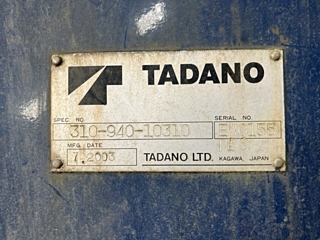 TADANO
SPEC NO. SERIAL NO.
310-940-10310
MFG. DATE
7.2003 TADANO LTD. KAGAWA, JAPAN